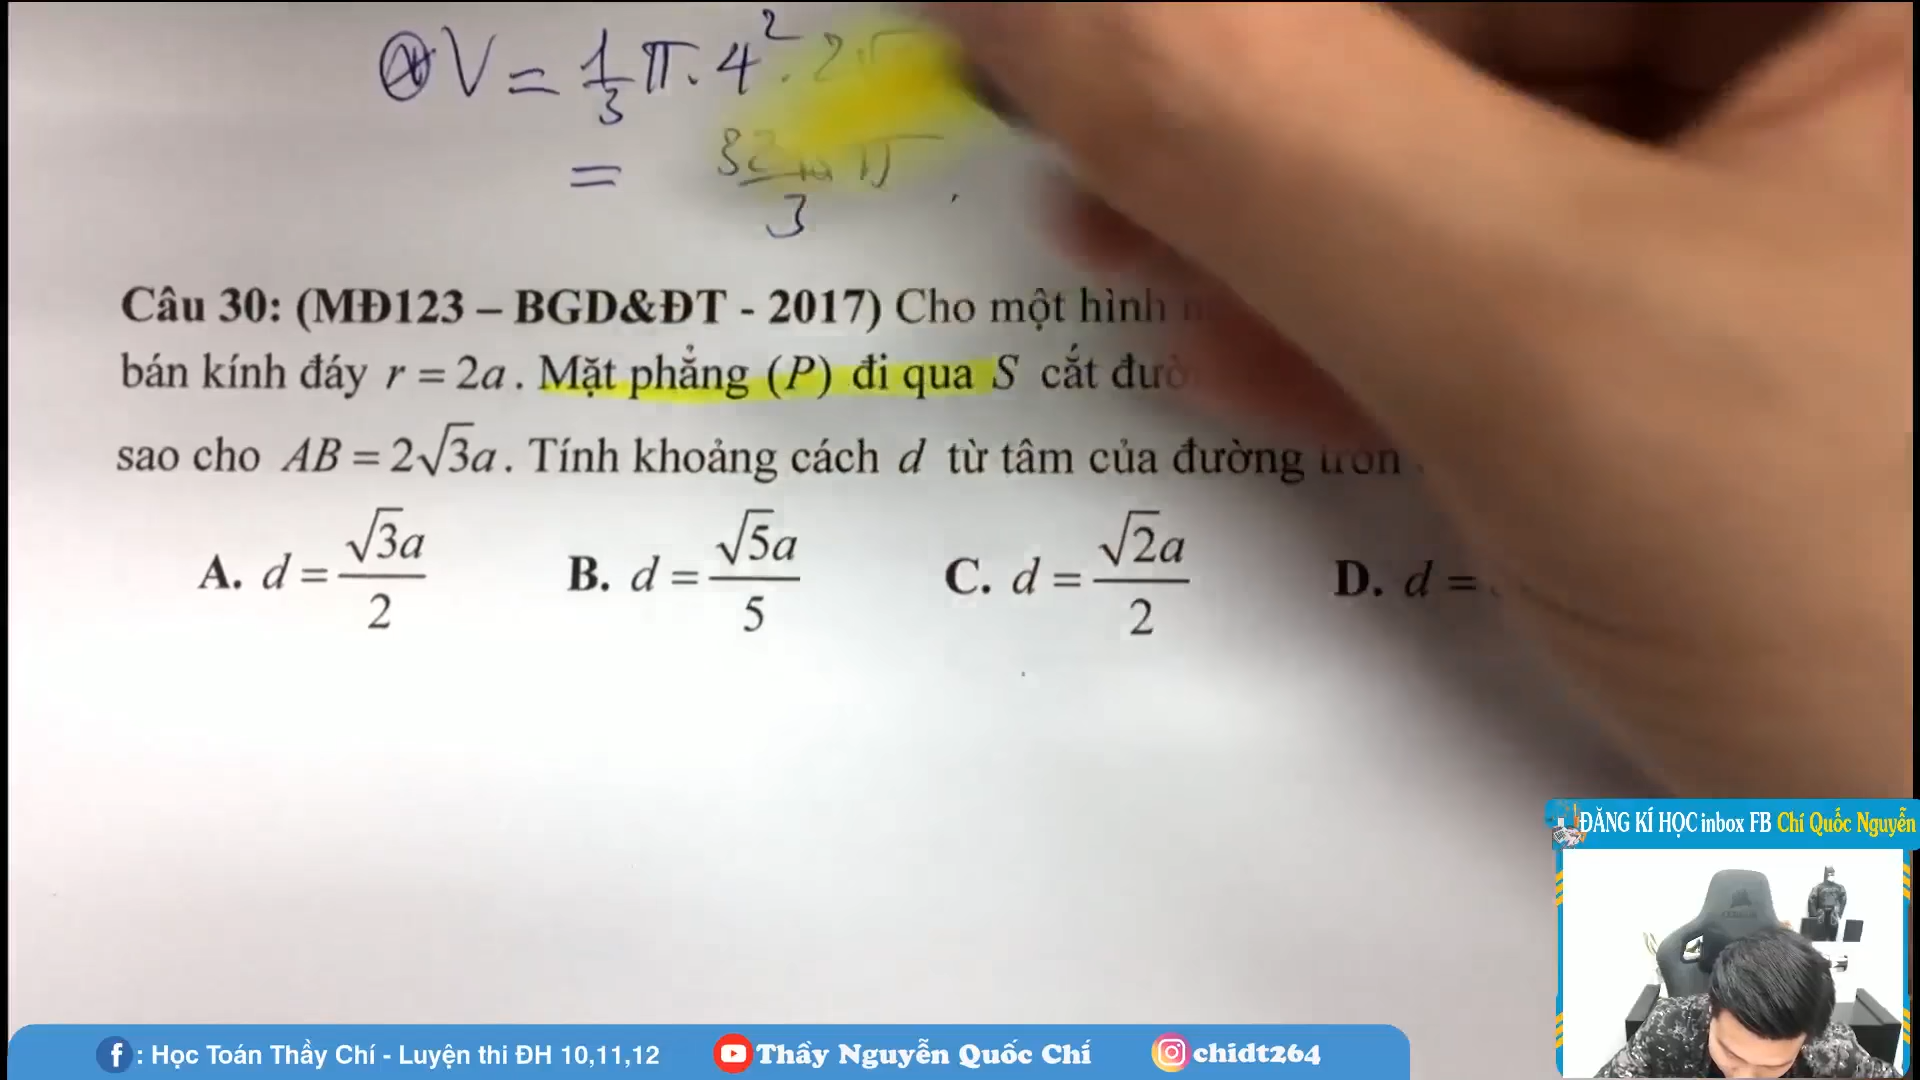 V = 1/3 π. 4². 2
= 32 π / 3
Câu 30: (MĐ123 – BGD&ĐT - 2017) Cho một hình
bán kính đáy r = 2a. Mặt phẳng (P) đi qua S cắt
sao cho AB = 2√3a. Tính khoảng cách d từ tâm của đường tròn
A. d = √3a/2 B. d = √5a/5 C. d = √2a/2 D. d =
ĐĂNG KÍ HỌC inbox FB Chí Quốc Nguyễn
: Học Toán Thầy Chí - Luyện thi ĐH 10,11,12 Thầy Nguyễn Quốc Chí chidt264